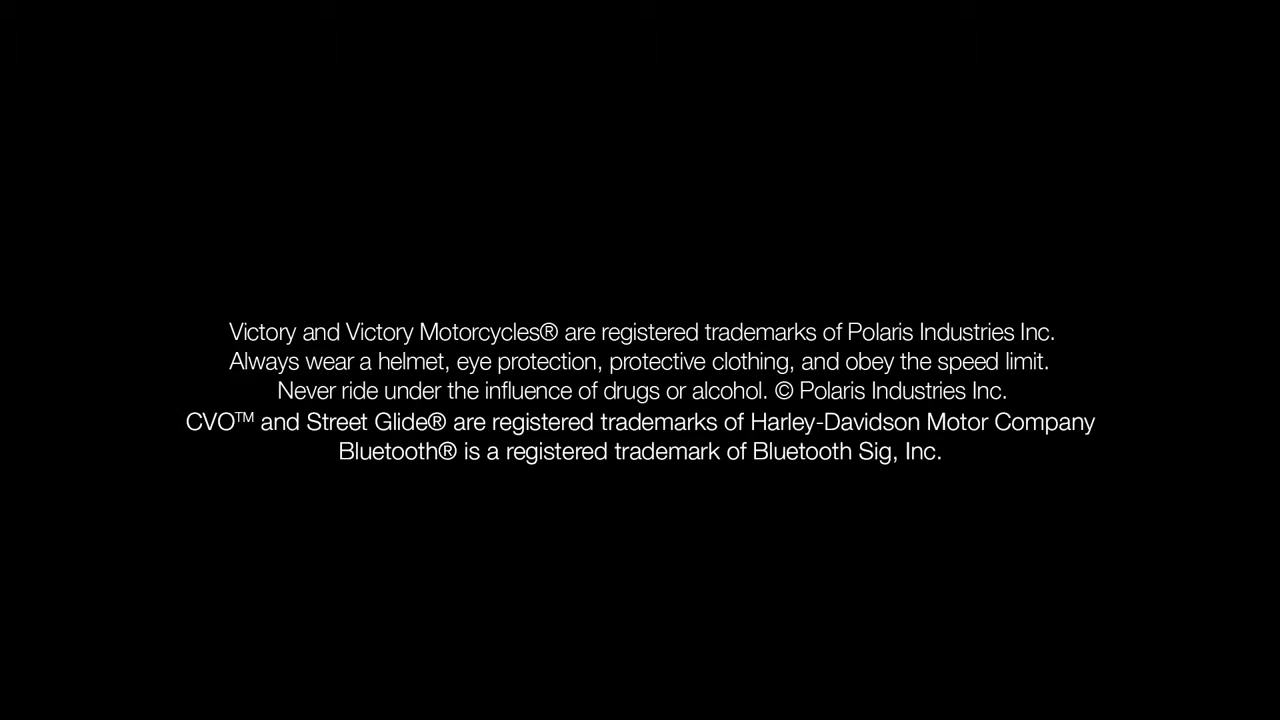 Victory and Victory Motorcycles® are registered trademarks of Polaris Industries Inc.
Always wear a helmet, eye protection, protective clothing, and obey the speed limit.
Never ride under the influence of drugs or alcohol. © Polaris Industries Inc.
CVO™ and Street Glide® are registered trademarks of Harley-Davidson Motor Company
Bluetooth® is a registered trademark of Bluetooth Sig, Inc.